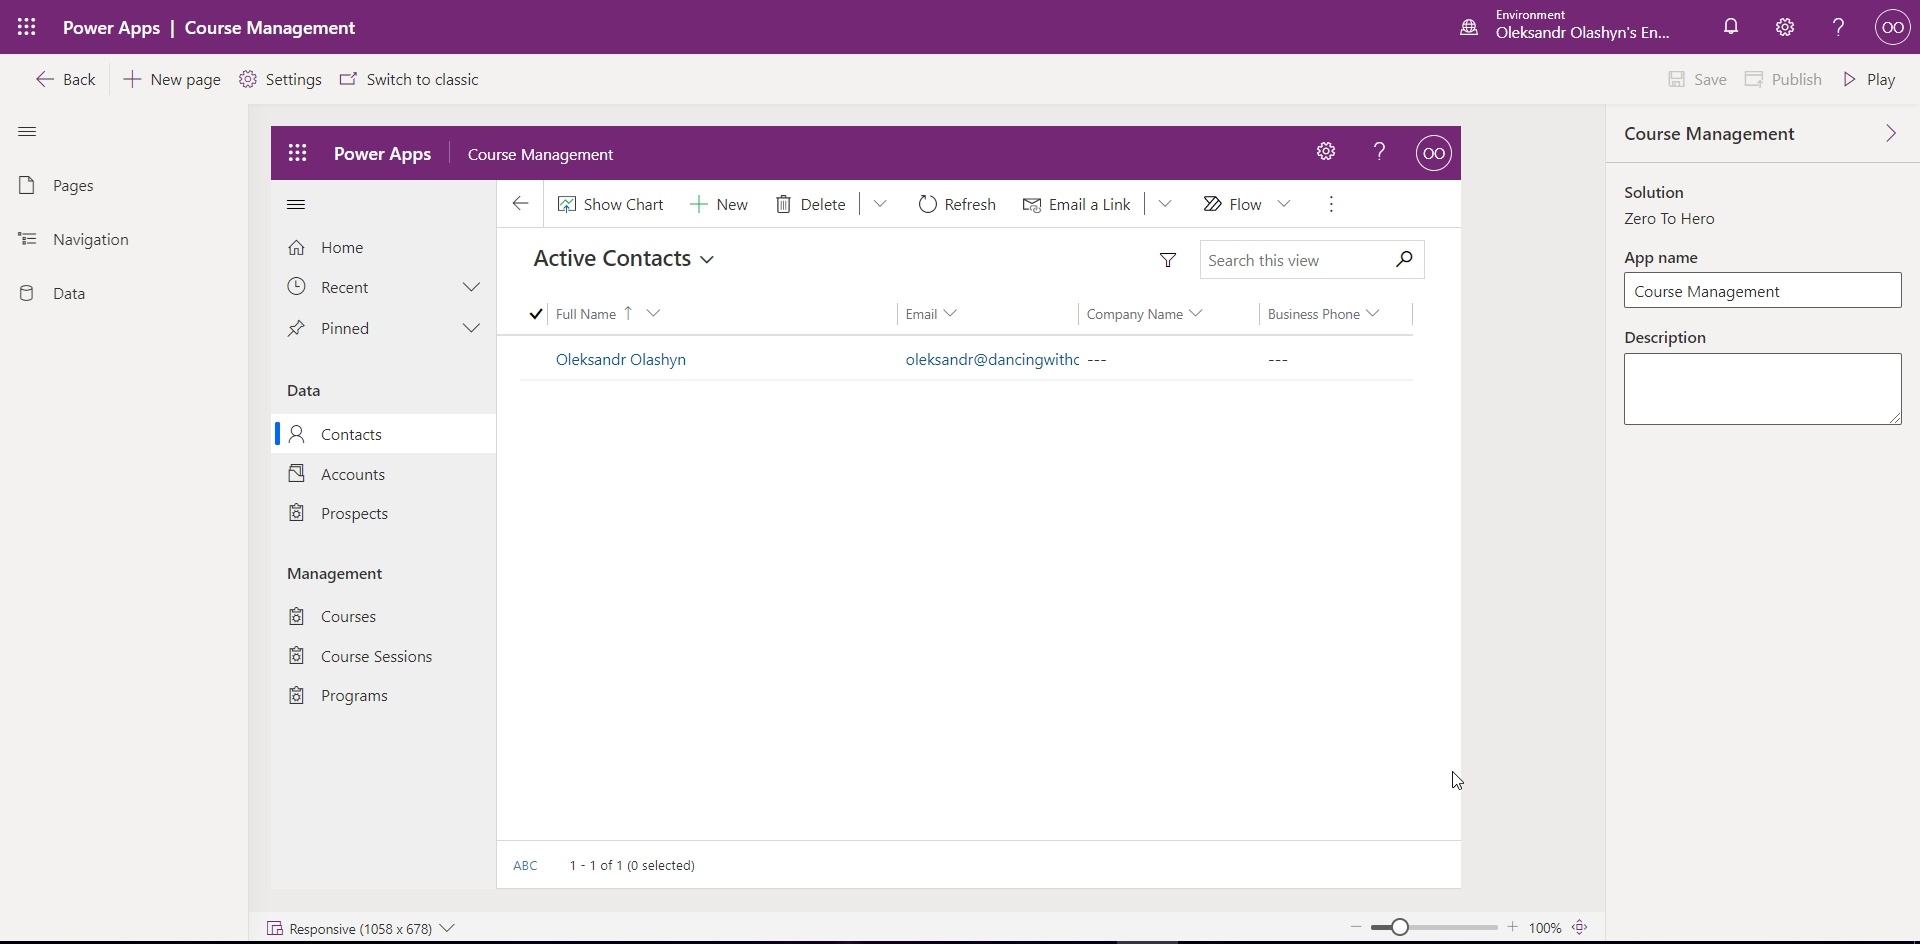 Power Apps | Course Management
Environment
Oleksandr Olashyn's En...
OO
Back
New page
Settings
Switch to classic
Save
Publish
Play
Pages
Navigation
Data
Power Apps
Course Management
OO
Home
Recent
Pinned
Data
Contacts
Accounts
Prospects
Management
Courses
Course Sessions
Programs
Show Chart
New
Delete
Refresh
Email a Link
Flow
Active Contacts
Search this view
Full Name
Email
Company Name
Business Phone
Oleksandr Olashyn
oleksandr@dancingwithc
---
---
ABC
1 - 1 of 1 (0 selected)
Responsive (1058 x 678)
100%
Course Management
Solution
Zero To Hero
App name
Course Management
Description